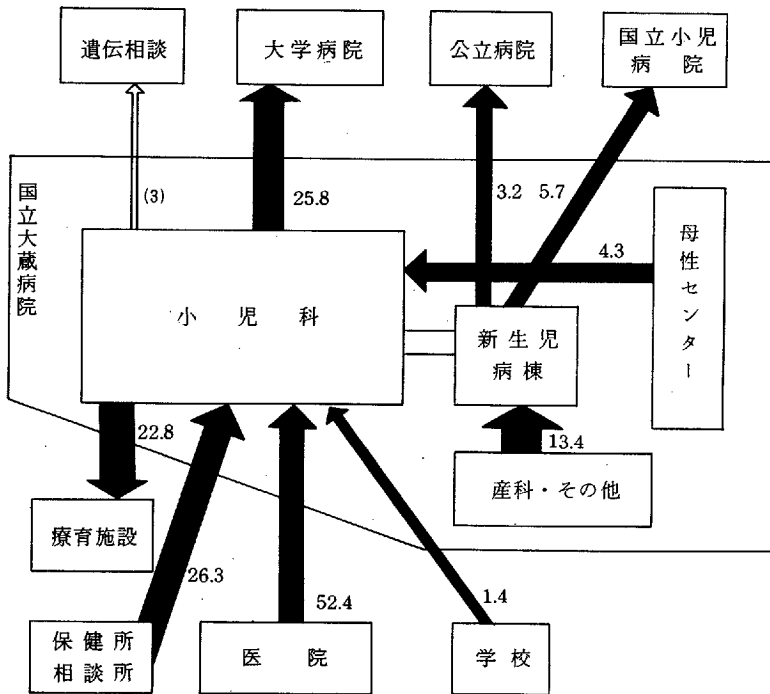 遺伝相談
大学病院
公立病院
国立小児
病院
(3)
25.8
3.2
5.7
国立大蔵病院
4.3
母性センター
小児科
新生児
病棟
22.8
13.4
産科・その他
療育施設
26.3
52.4
1.4
保健所
相談所
医院
学校